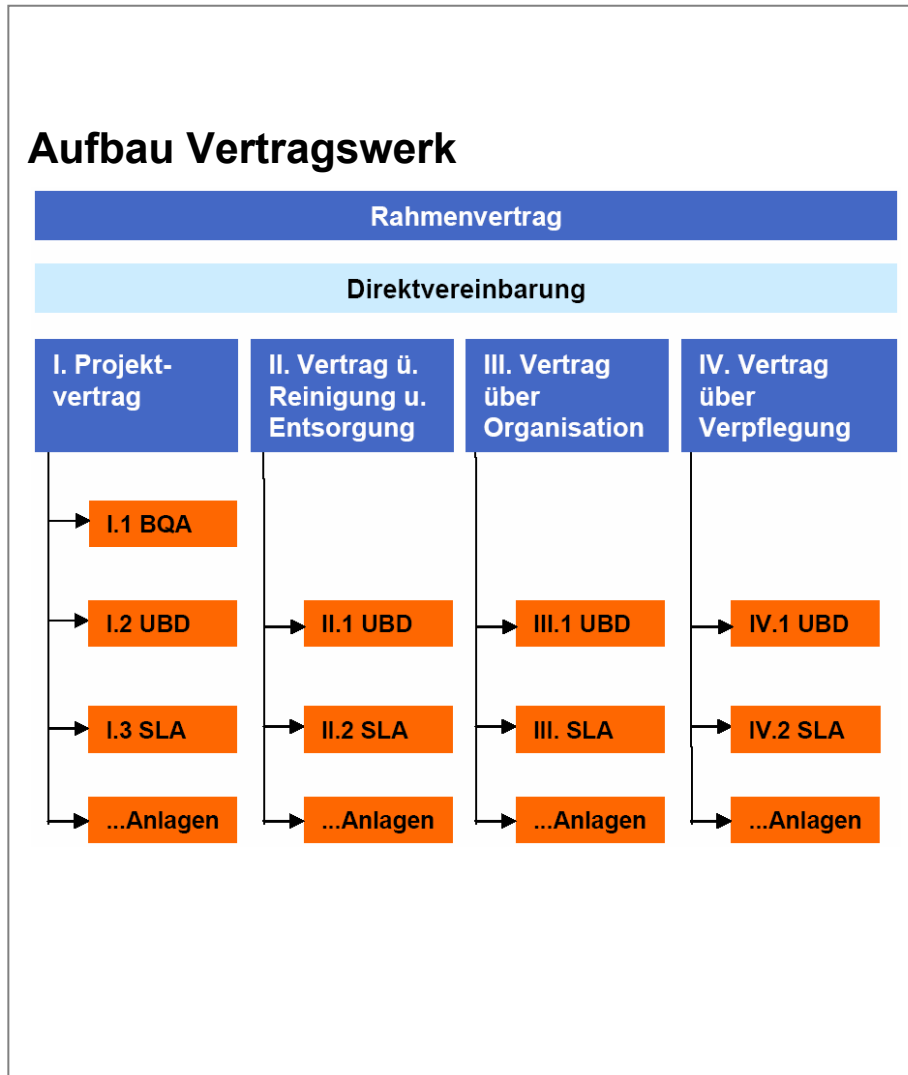 Aufbau Vertragswerk
Rahmenvertrag
Direktvereinbarung
I. Projekt-
vertrag
II. Vertrag ü.
Reinigung u.
Entsorgung
III. Vertrag
über
Organisation
IV. Vertrag
über
Verpflegung
I.1 BQA
I.2 UBD
II.1 UBD
III.1 UBD
IV.1 UBD
I.3 SLA
II.2 SLA
III. SLA
IV.2 SLA
...Anlagen
...Anlagen
...Anlagen
...Anlagen